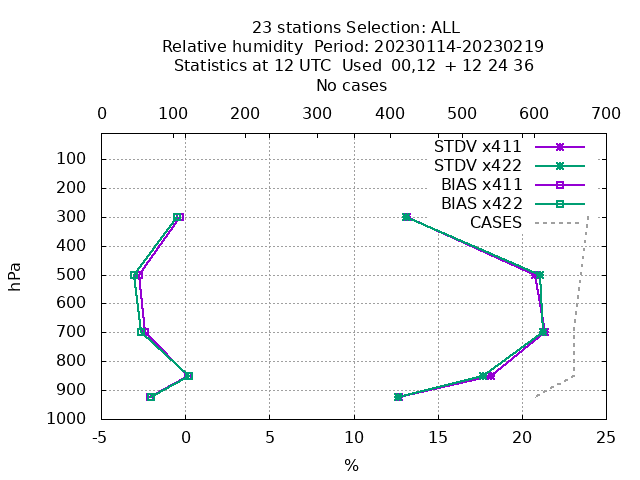 23 stations Selection: ALL
Relative humidity  Period: 20230114-20230219
Statistics at 12 UTC  Used  00,12  + 12 24 36
No cases
0 100 200 300 400 500 600 700
STDV x411
STDV x422
BIAS x411
BIAS x422
CASES
100
200
300
400
500
600
700
800
900
1000
hPa
-5 0 5 10 15 20 25
%